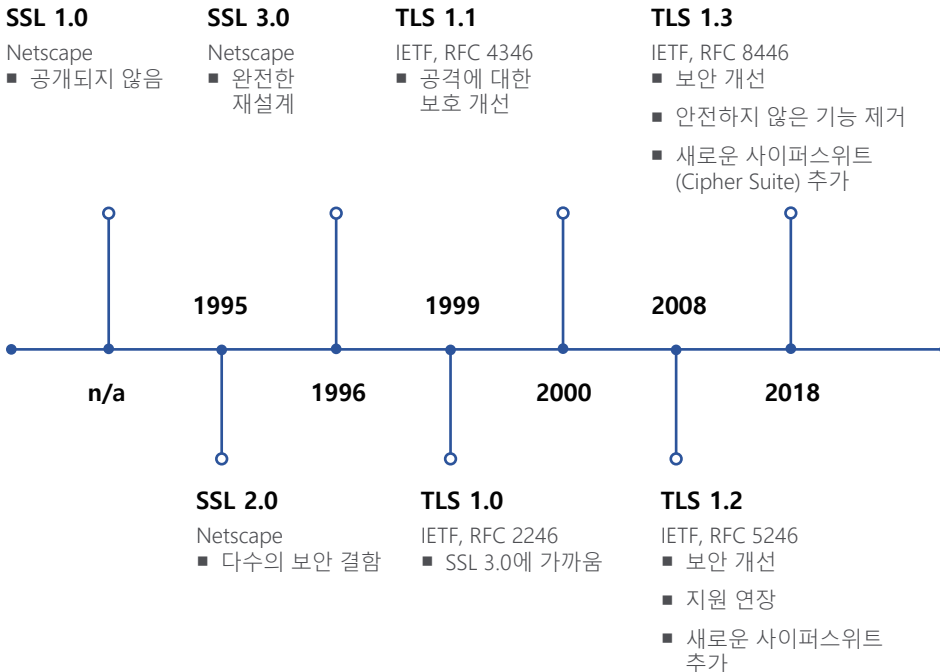 SSL 1.0
Netscape
■ 공개되지 않음
SSL 3.0
Netscape
■ 완전한
재설계
TLS 1.1
IETF, RFC 4346
■ 공격에 대한
보호 개선
TLS 1.3
IETF, RFC 8446
■ 보안 개선
■ 안전하지 않은 기능 제거
■ 새로운 사이퍼스위트
(Cipher Suite) 추가
1995
1999
2008
n/a
1996
2000
2018
SSL 2.0
Netscape
■ 다수의 보안 결함
TLS 1.0
IETF, RFC 2246
■ SSL 3.0에 가까움
TLS 1.2
IETF, RFC 5246
■ 보안 개선
■ 지원 연장
■ 새로운 사이퍼스위트
추가